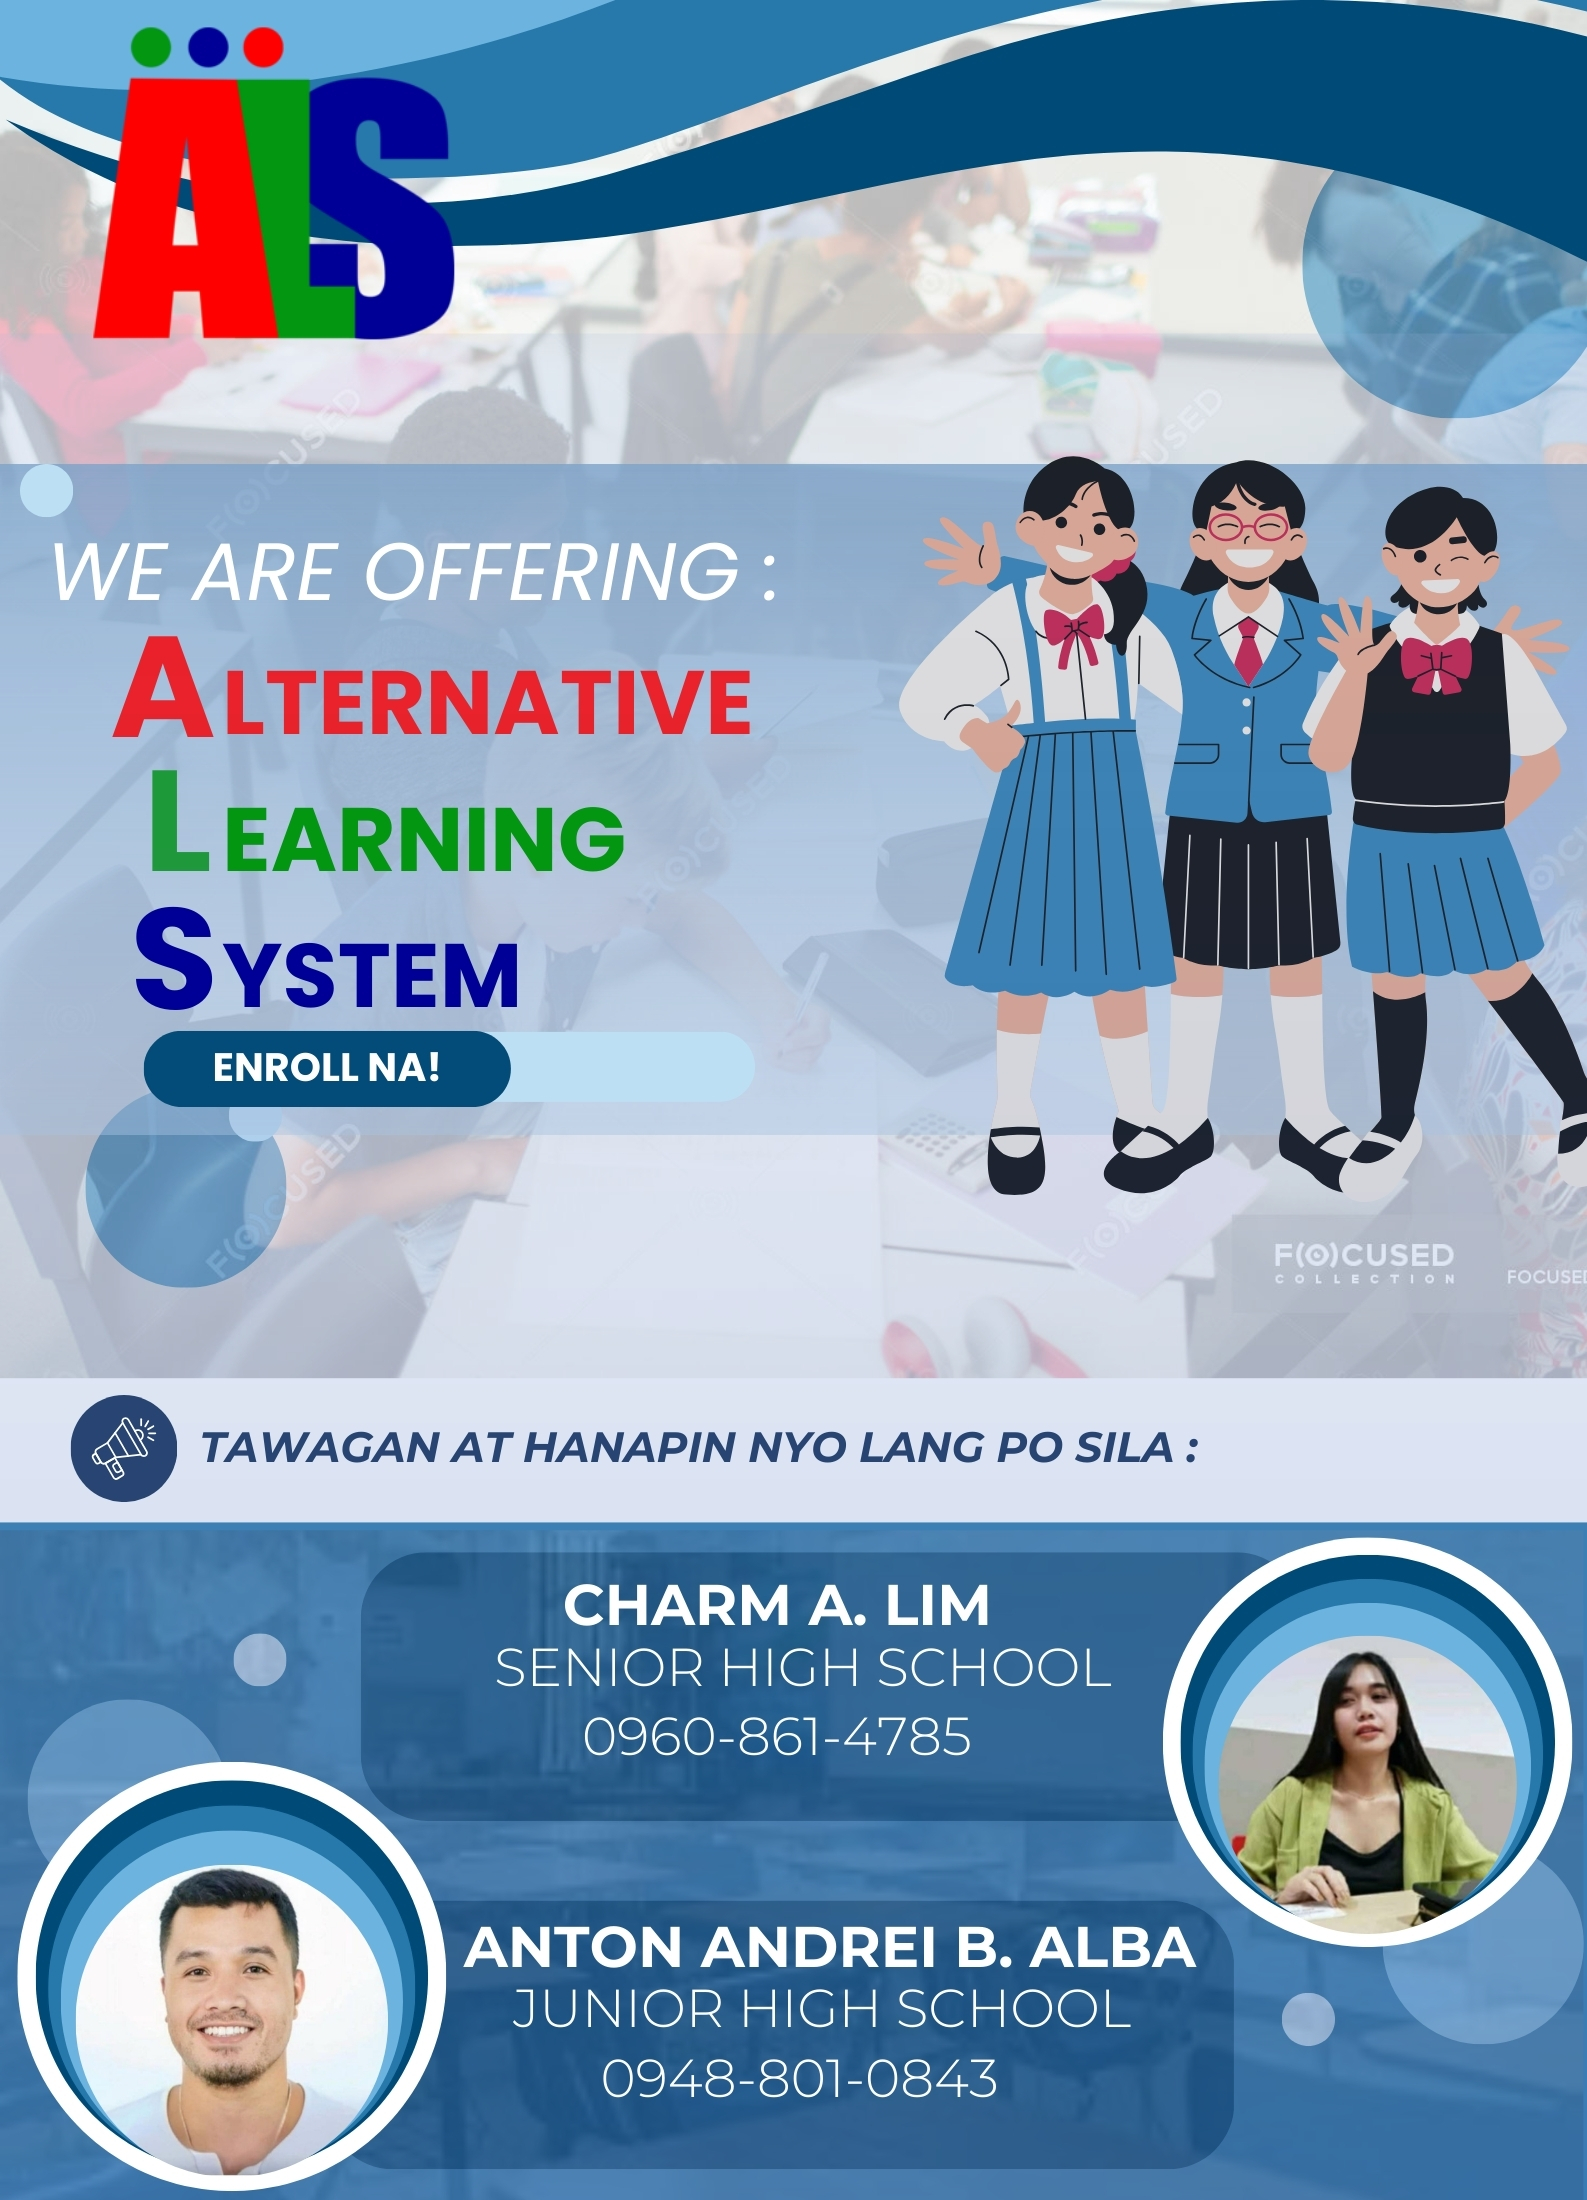 ALS
WE ARE OFFERING :
ALTERNATIVE
LEARNING
SYSTEM
ENROLL NA!
F(O)CUSED
COLLECTION
FOCUSED
TAWAGAN AT HANAPIN NYO LANG PO SILA :
CHARM A. LIM
SENIOR HIGH SCHOOL
0960-861-4785
ANTON ANDREI B. ALBA
JUNIOR HIGH SCHOOL
0948-801-0843